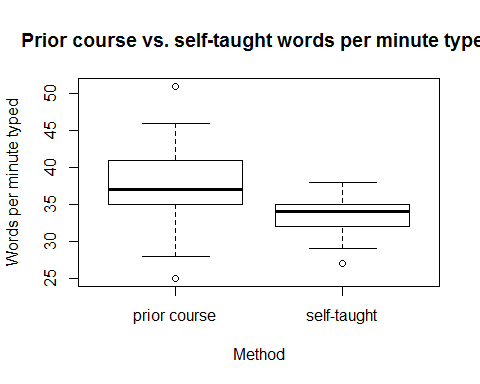 Prior course vs. self-taught words per minute type
Words per minute typed
50
45
40
35
30
25
prior course
self-taught
Method